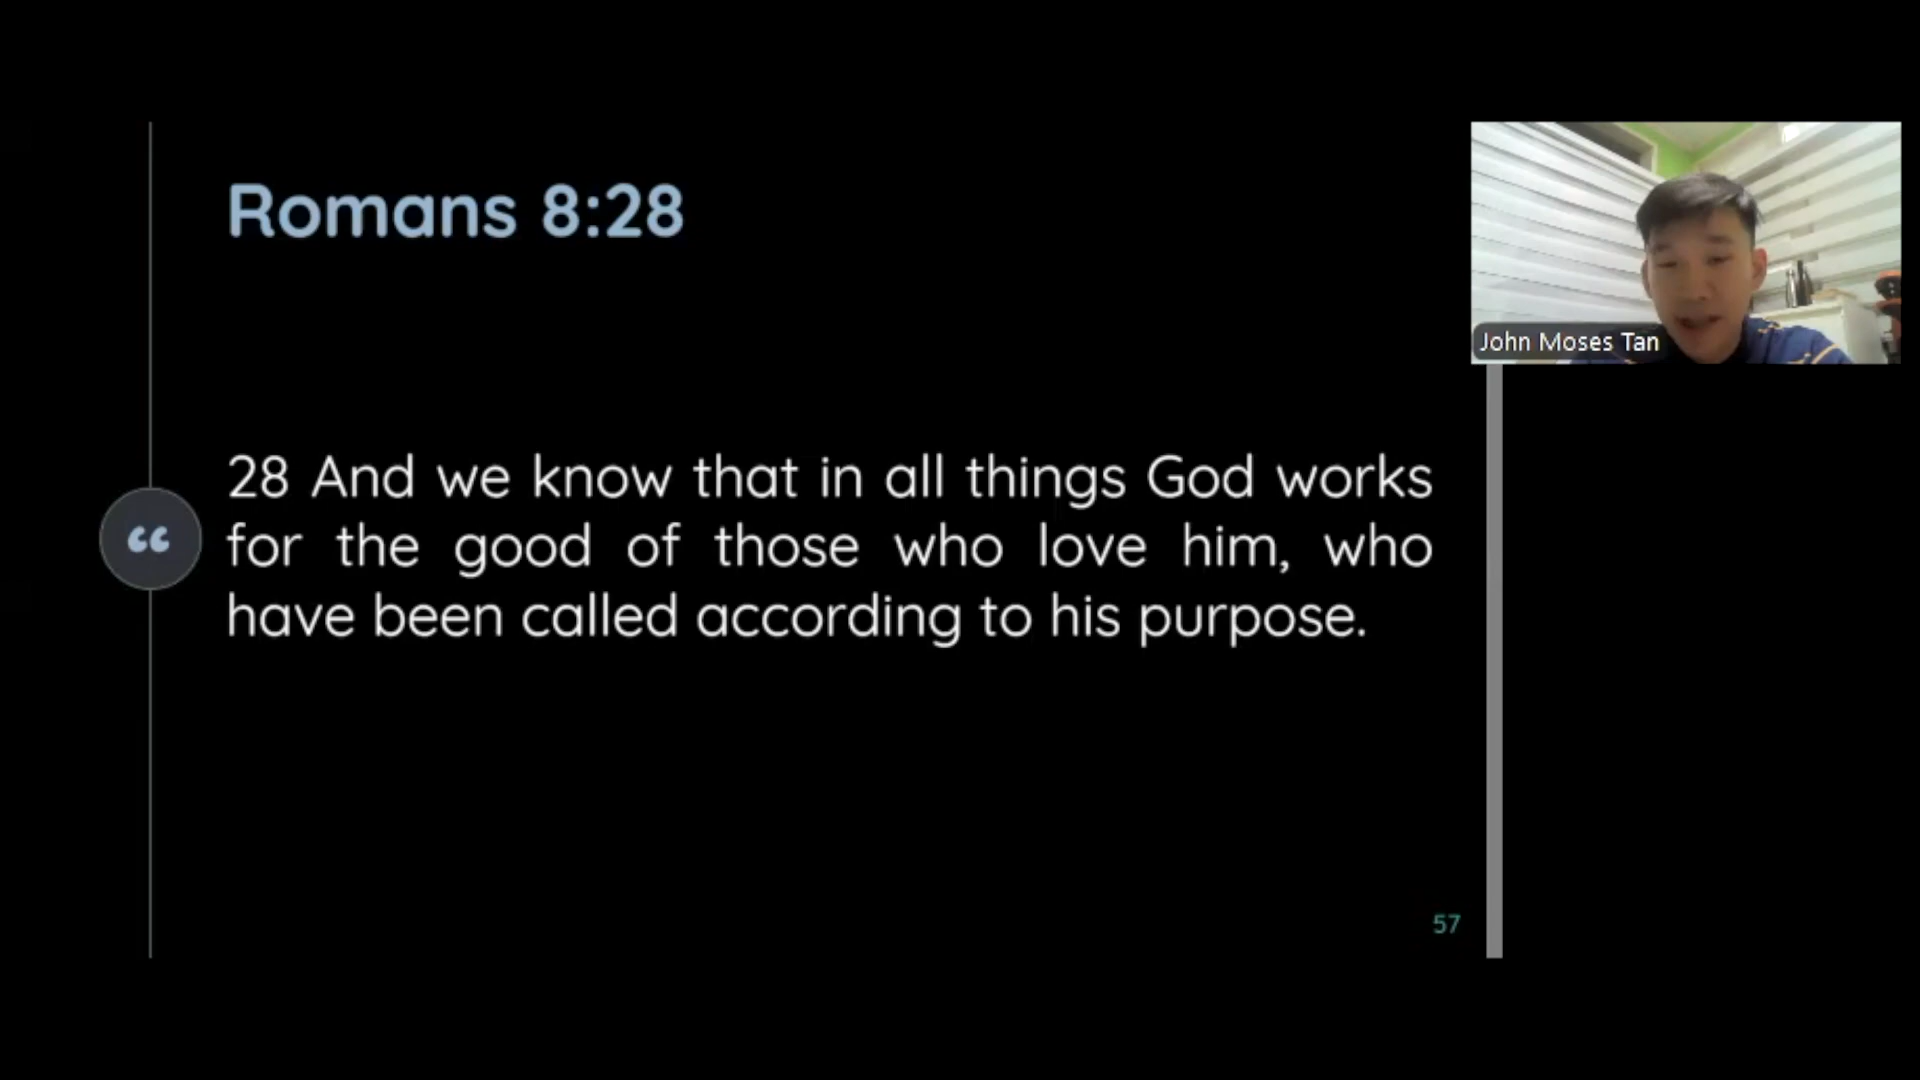 Romans 8:28
John Moses Tan
28 And we know that in all things God works
“
for the good of those who love him, who
have been called according to his purpose.
57